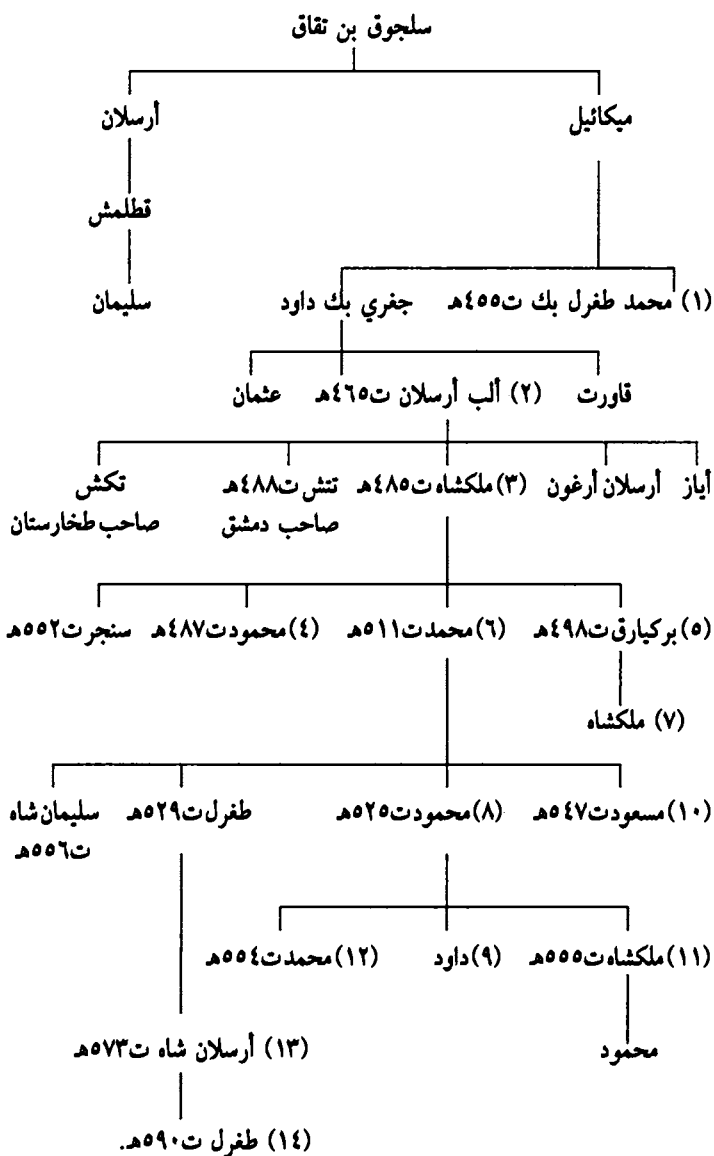 سلجوق بن تقاق
ميكائيل أرسلان
قطلمش
(١) محمد طغرل بك ت٤٥٥هـ جغري بك داود سليمان
قاورت (٢) ألب أرسلان ت٤٦٥هـ عثمان
أياز أرسلان أرغون (٣) ملكشاه ت٤٨٥هـ تتش ت٤٨٨هـ تكش
صاحب دمشق صاحب طخارستان
(٥) بركيارق ت٤٩٨هـ (٦) محمد ت٥١١هـ (٤) محمود ت٤٨٧هـ سنجر ت٥٥٢هـ
(٧) ملكشاه
(١٠) مسعود ت٥٤٧هـ (٨) محمود ت٥٢٥هـ طغرل ت٥٢٩هـ سليمان شاه
ت٥٥٦هـ
(١١) ملكشاه ت٥٥٥هـ (٩) داود (١٢) محمد ت٥٥٤هـ
محمود (١٣) أرسلان شاه ت٥٧٣هـ
(١٤) طغرل ت٥٩٠هـ.